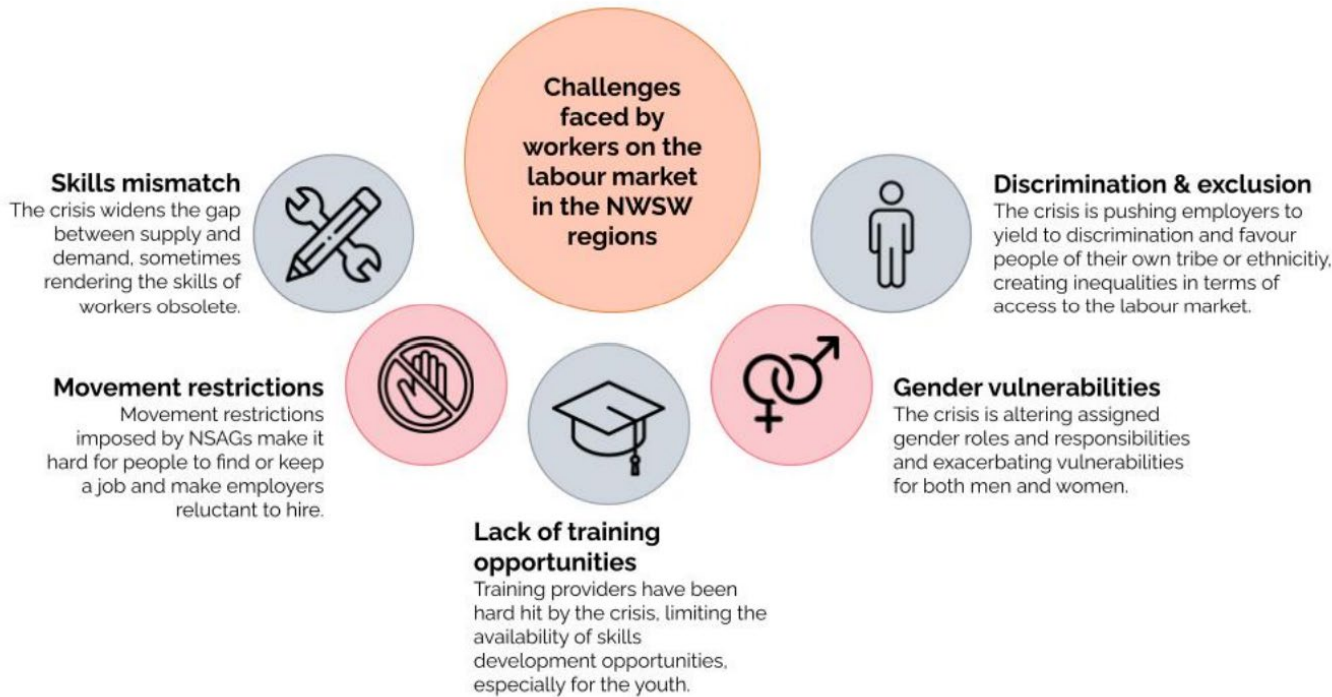 Challenges
faced by
workers on the
labour market
in the NWSW
regions
Skills mismatch
The crisis widens the gap
between supply and
demand, sometimes
rendering the skills of
workers obsolete.
Movement restrictions
Movement restrictions
imposed by NSAGs make it
hard for people to find or keep
a job and make employers
reluctant to hire.
Lack of training
opportunities
Training providers have been
hard hit by the crisis, limiting the
availability of skills
development opportunities,
especially for the youth.
Gender vulnerabilities
The crisis is altering assigned
gender roles and responsibilities
and exacerbating vulnerabilities
for both men and women.
Discrimination & exclusion
The crisis is pushing employers to
yield to discrimination and favour
people of their own tribe or ethnicitiy,
creating inequalities in terms of
access to the labour market.